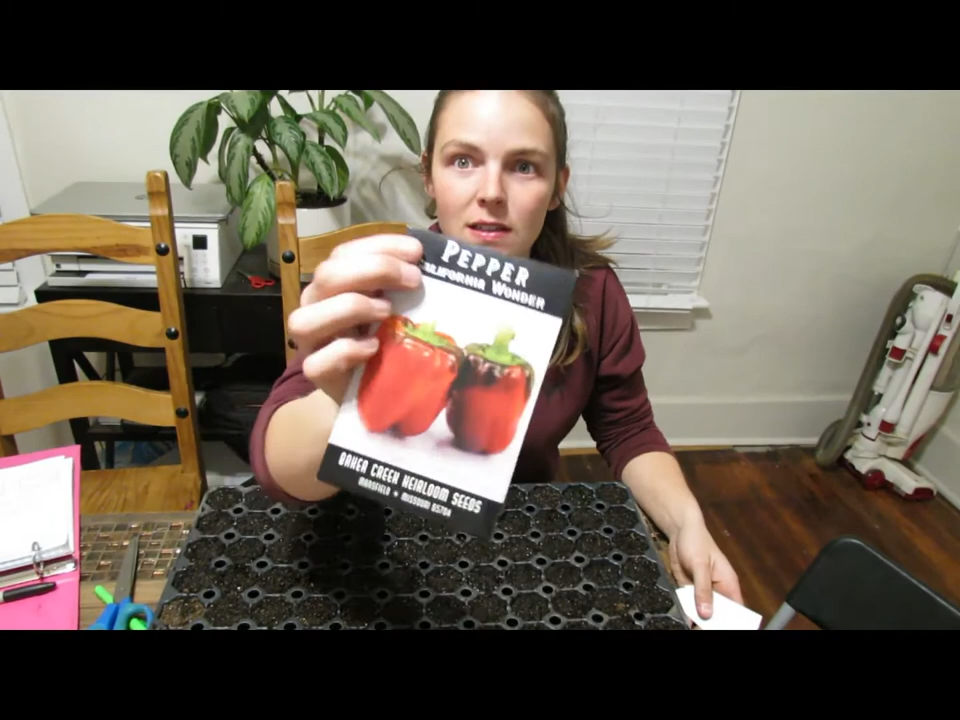 PEPPER
CALIFORNIA WONDER
BAKER CREEK HEIRLOOM SEEDS
MANSFIELD + MISSOURI 65704